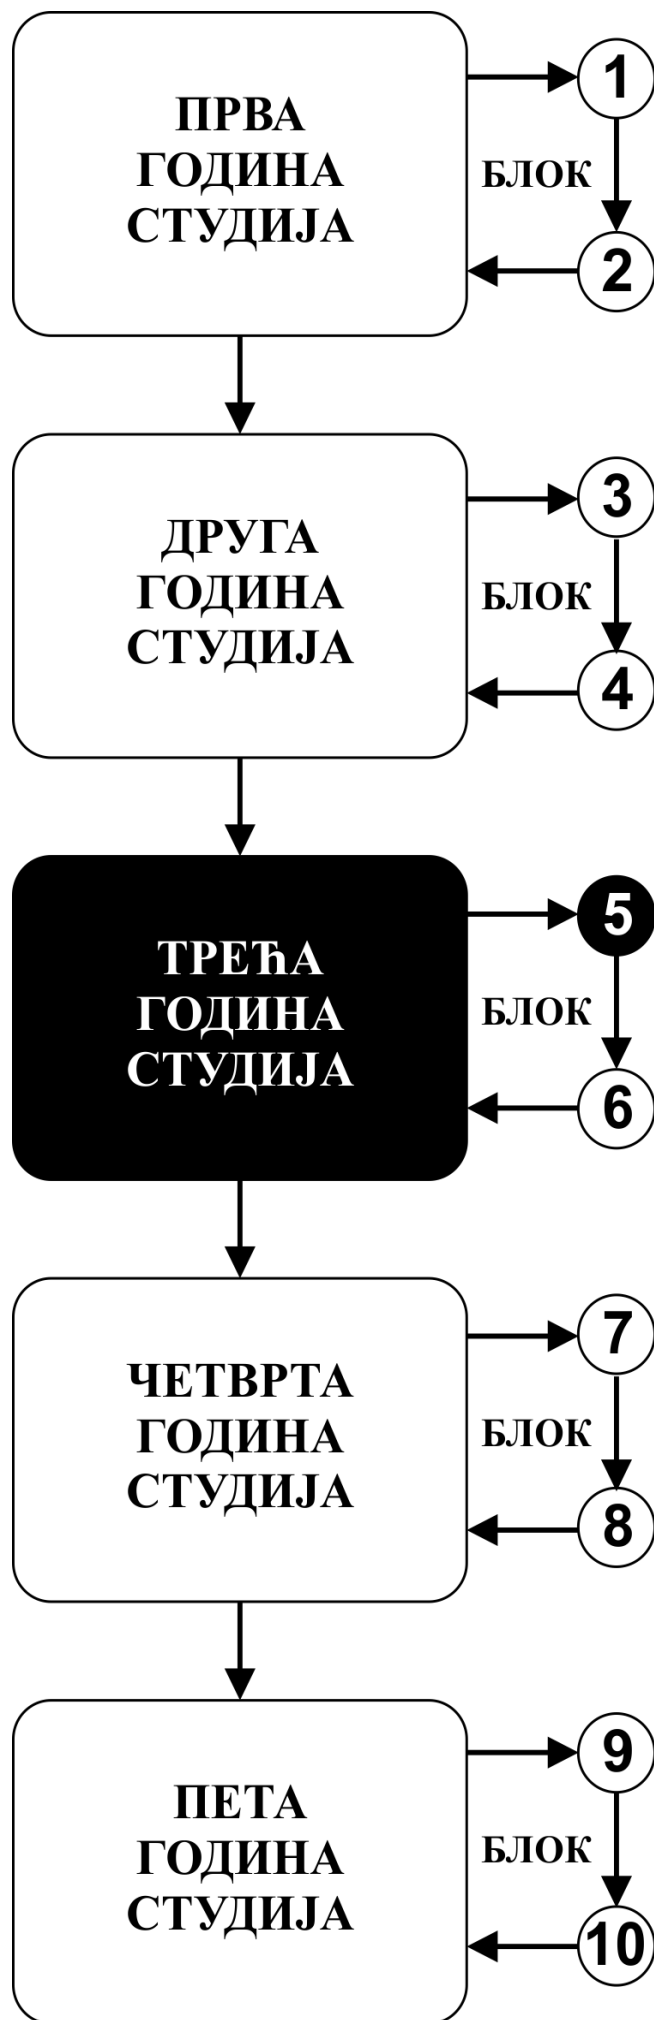 ПРВА
ГОДИНА
СТУДИЈА
1
БЛОК
2
ДРУГА
ГОДИНА
СТУДИЈА
3
БЛОК
4
ТРЕЋА
ГОДИНА
СТУДИЈА
5
БЛОК
6
ЧЕТВРТА
ГОДИНА
СТУДИЈА
7
БЛОК
8
ПЕТА
ГОДИНА
СТУДИЈА
9
БЛОК
10